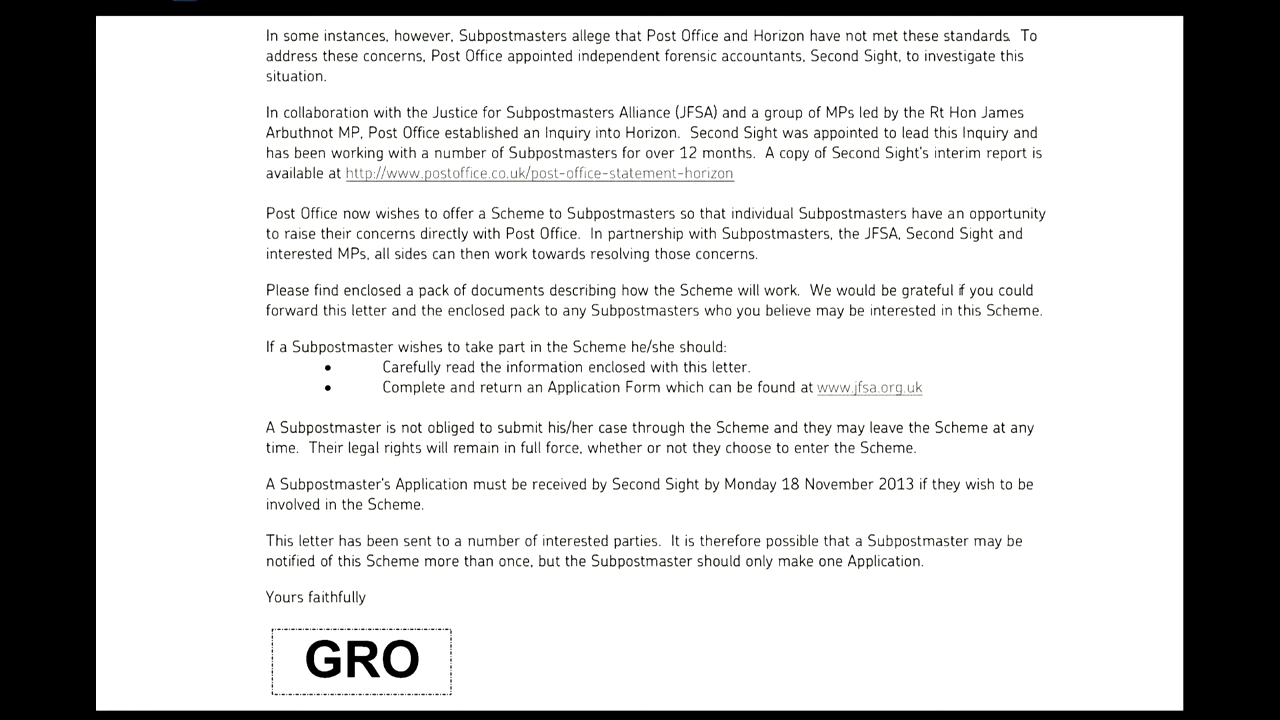 In some instances, however, Subpostmasters allege that Post Office and Horizon have not met these standards. To
address these concerns, Post Office appointed independent forensic accountants, Second Sight, to investigate this
situation.
In collaboration with the Justice for Subpostmasters Alliance (JFSA) and a group of MPs led by the Rt Hon James
Arbuthnot MP, Post Office established an Inquiry into Horizon. Second Sight was appointed to lead this Inquiry and
has been working with a number of Subpostmasters for over 12 months. A copy of Second Sight's interim report is
available at http://www.postoffice.co.uk/post-office-statement-horizon
Post Office now wishes to offer a Scheme to Subpostmasters so that individual Subpostmasters have an opportunity
to raise their concerns directly with Post Office. In partnership with Subpostmasters, the JFSA, Second Sight and
interested MPs, all sides can then work towards resolving those concerns.
Please find enclosed a pack of documents describing how the Scheme will work. We would be grateful if you could
forward this letter and the enclosed pack to any Subpostmasters who you believe may be interested in this Scheme.
If a Subpostmaster wishes to take part in the Scheme he/she should:
• Carefully read the information enclosed with this letter.
• Complete and return an Application Form which can be found at www.jfsa.org.uk
A Subpostmaster is not obliged to submit his/her case through the Scheme and they may leave the Scheme at any
time. Their legal rights will remain in full force, whether or not they choose to enter the Scheme.
A Subpostmaster's Application must be received by Second Sight by Monday 18 November 2013 if they wish to be
involved in the Scheme.
This letter has been sent to a number of interested parties. It is therefore possible that a Subpostmaster may be
notified of this Scheme more than once, but the Subpostmaster should only make one Application.
Yours faithfully
GRO